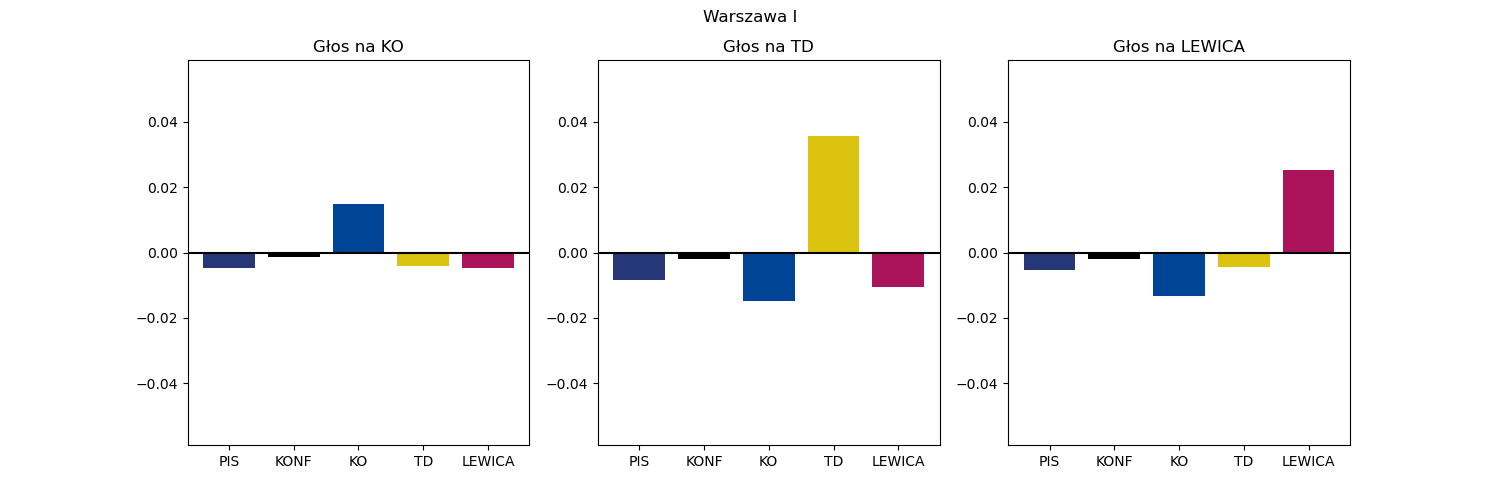 Warszawa I
Głos na KO
0.04
0.02
0.00
−0.02
−0.04
PIS KONF KO TD LEWICA
Głos na TD
0.04
0.02
0.00
−0.02
−0.04
PIS KONF KO TD LEWICA
Głos na LEWICA
0.04
0.02
0.00
−0.02
−0.04
PIS KONF KO TD LEWICA